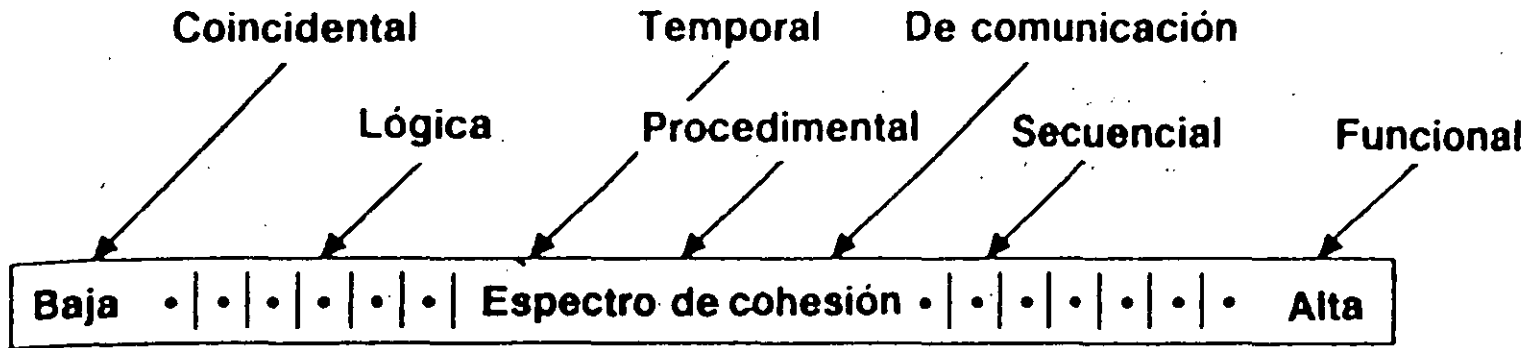 Coincidental Temporal De comunicación
Lógica Procedimental Secuencial Funcional
Baja •|•|•|•|•|•| Espectro de cohesión •|•|•|•|•|•|• Alta